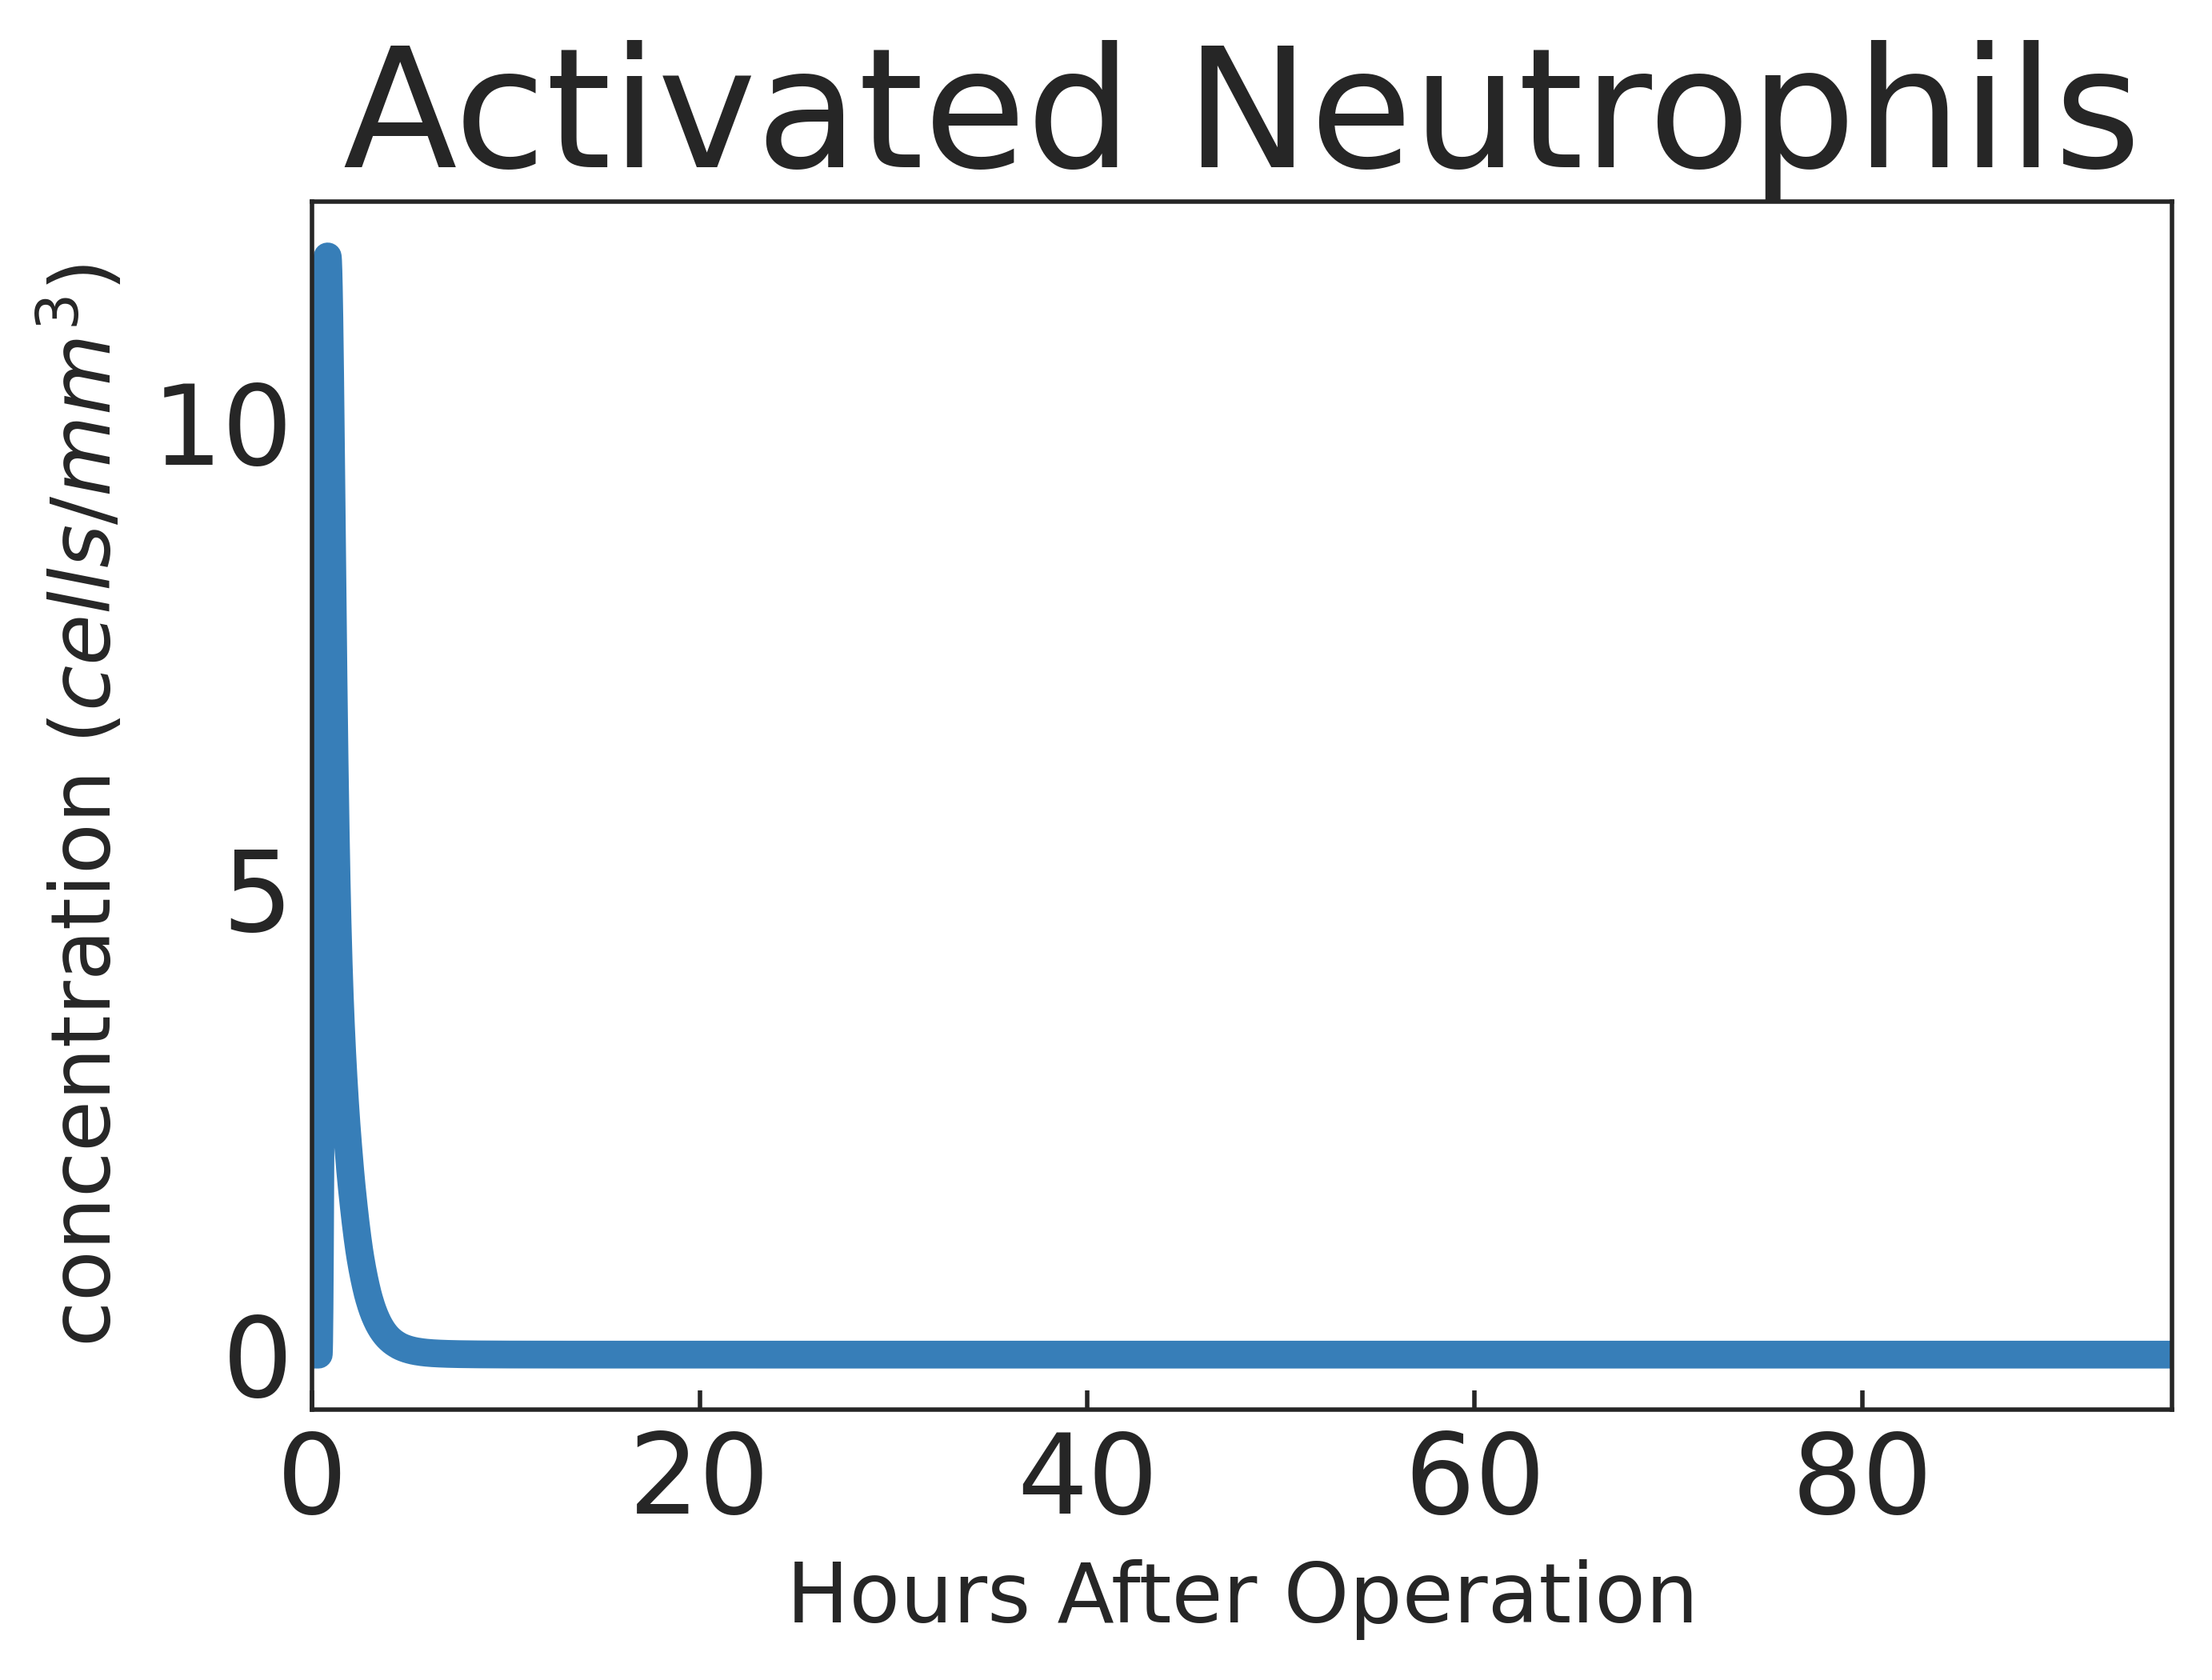 Activated Neutrophils
concentration (cells/mm³)
10
5
0
0 20 40 60 80
Hours After Operation